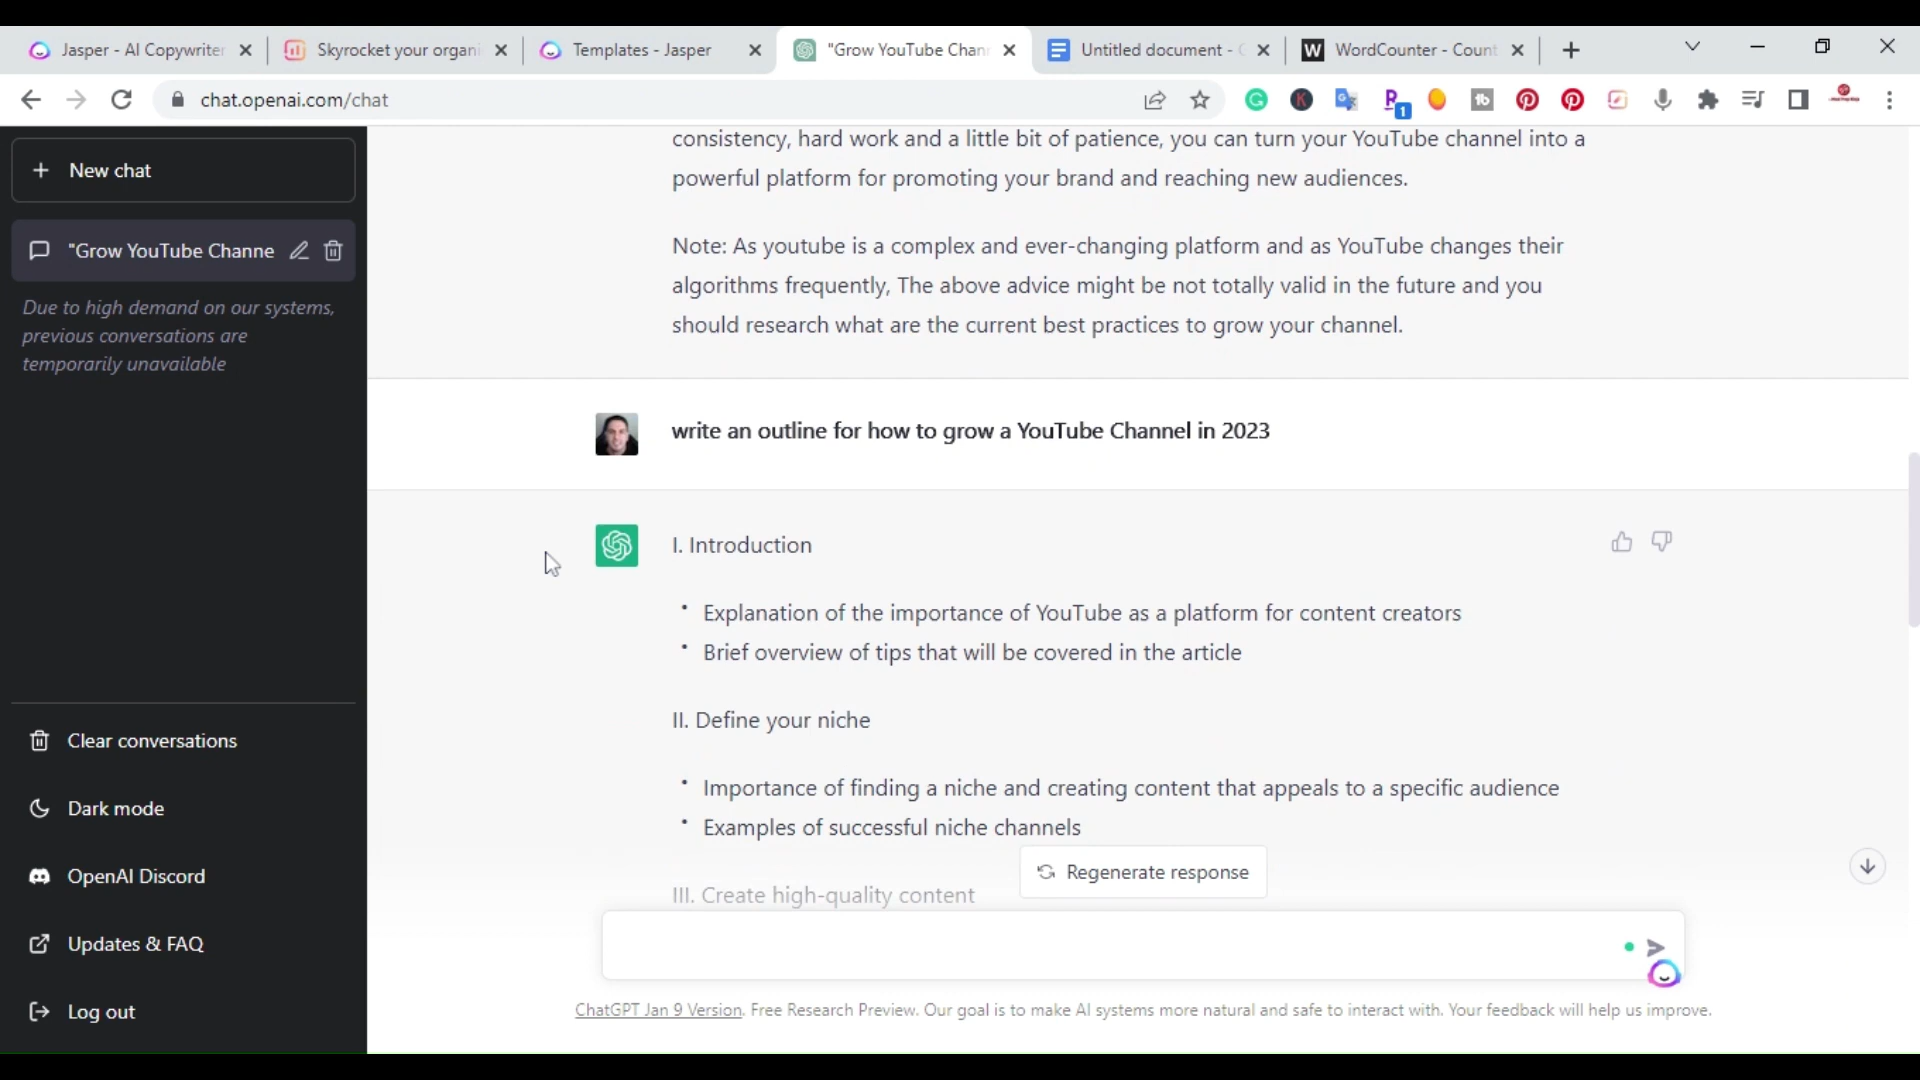 Jasper - AI Copywriter
Skyrocket your organi
Templates - Jasper
"Grow YouTube Chann
Untitled document - G
WordCounter - Count
chat.openai.com/chat
1
New chat
"Grow YouTube Channe
Due to high demand on our systems,
previous conversations are
temporarily unavailable
Clear conversations
Dark mode
OpenAI Discord
Updates & FAQ
Log out
consistency, hard work and a little bit of patience, you can turn your YouTube channel into a
powerful platform for promoting your brand and reaching new audiences.
Note: As youtube is a complex and ever-changing platform and as YouTube changes their
algorithms frequently, The above advice might be not totally valid in the future and you
should research what are the current best practices to grow your channel.
write an outline for how to grow a YouTube Channel in 2023
I. Introduction
• Explanation of the importance of YouTube as a platform for content creators
• Brief overview of tips that will be covered in the article
II. Define your niche
• Importance of finding a niche and creating content that appeals to a specific audience
• Examples of successful niche channels
III. Create high-quality content
Regenerate response
ChatGPT Jan 9 Version. Free Research Preview. Our goal is to make AI systems more natural and safe to interact with. Your feedback will help us improve.